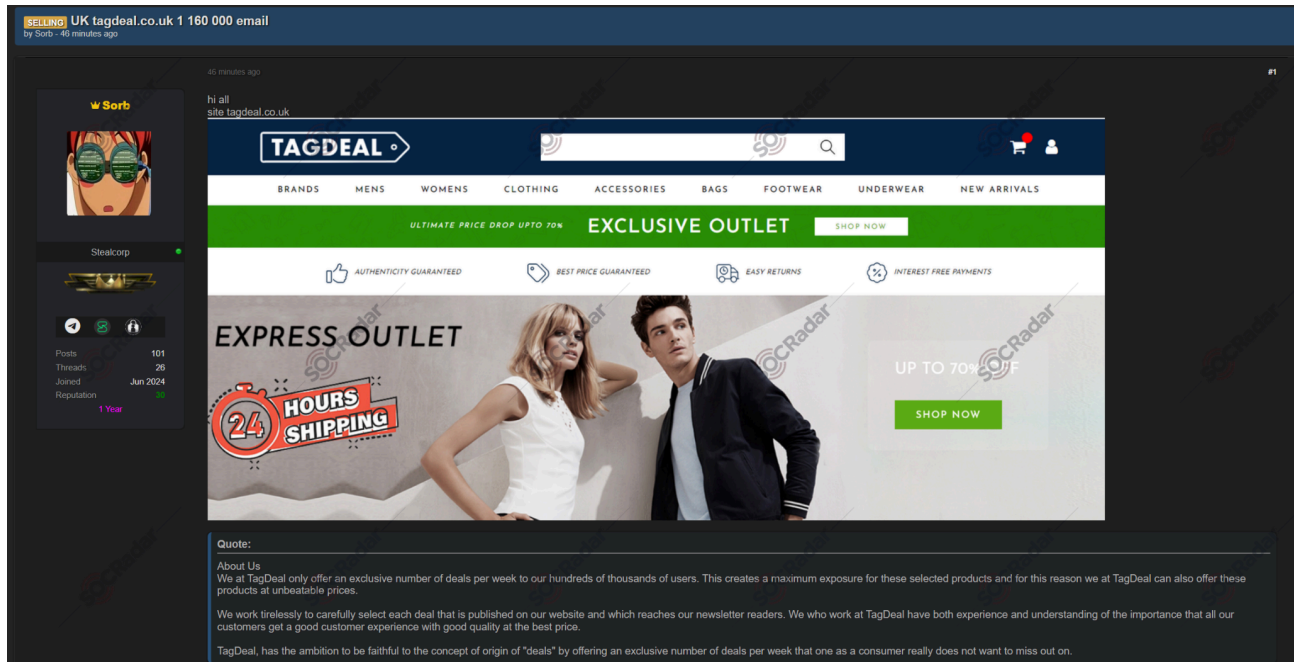 SELLING UK tagdeal.co.uk 1 160 000 email
by Sorb - 46 minutes ago
46 minutes ago
#1
Sorb
Stealcorp
Posts 101
Threads 26
Joined Jun 2024
Reputation 30
1 Year
hi all
site tagdeal.co.uk
TAGDEAL
BRANDS MENS WOMENS CLOTHING ACCESSORIES BAGS FOOTWEAR UNDERWEAR NEW ARRIVALS
ULTIMATE PRICE DROP UPTO 70% EXCLUSIVE OUTLET SHOP NOW
AUTHENTICITY GUARANTEED BEST PRICE GUARANTEED EASY RETURNS INTEREST FREE PAYMENTS
EXPRESS OUTLET
24 HOURS
SHIPPING
UP TO 70% OFF
SHOP NOW
SOCRadar
Quote:
About Us
We at TagDeal only offer an exclusive number of deals per week to our hundreds of thousands of users. This creates a maximum exposure for these selected products and for this reason we at TagDeal can also offer these
products at unbeatable prices.
We work tirelessly to carefully select each deal that is published on our website and which reaches our newsletter readers. We who work at TagDeal have both experience and understanding of the importance that all our
customers get a good customer experience with good quality at the best price.
TagDeal, has the ambition to be faithful to the concept of origin of "deals" by offering an exclusive number of deals per week that one as a consumer really does not want to miss out on.